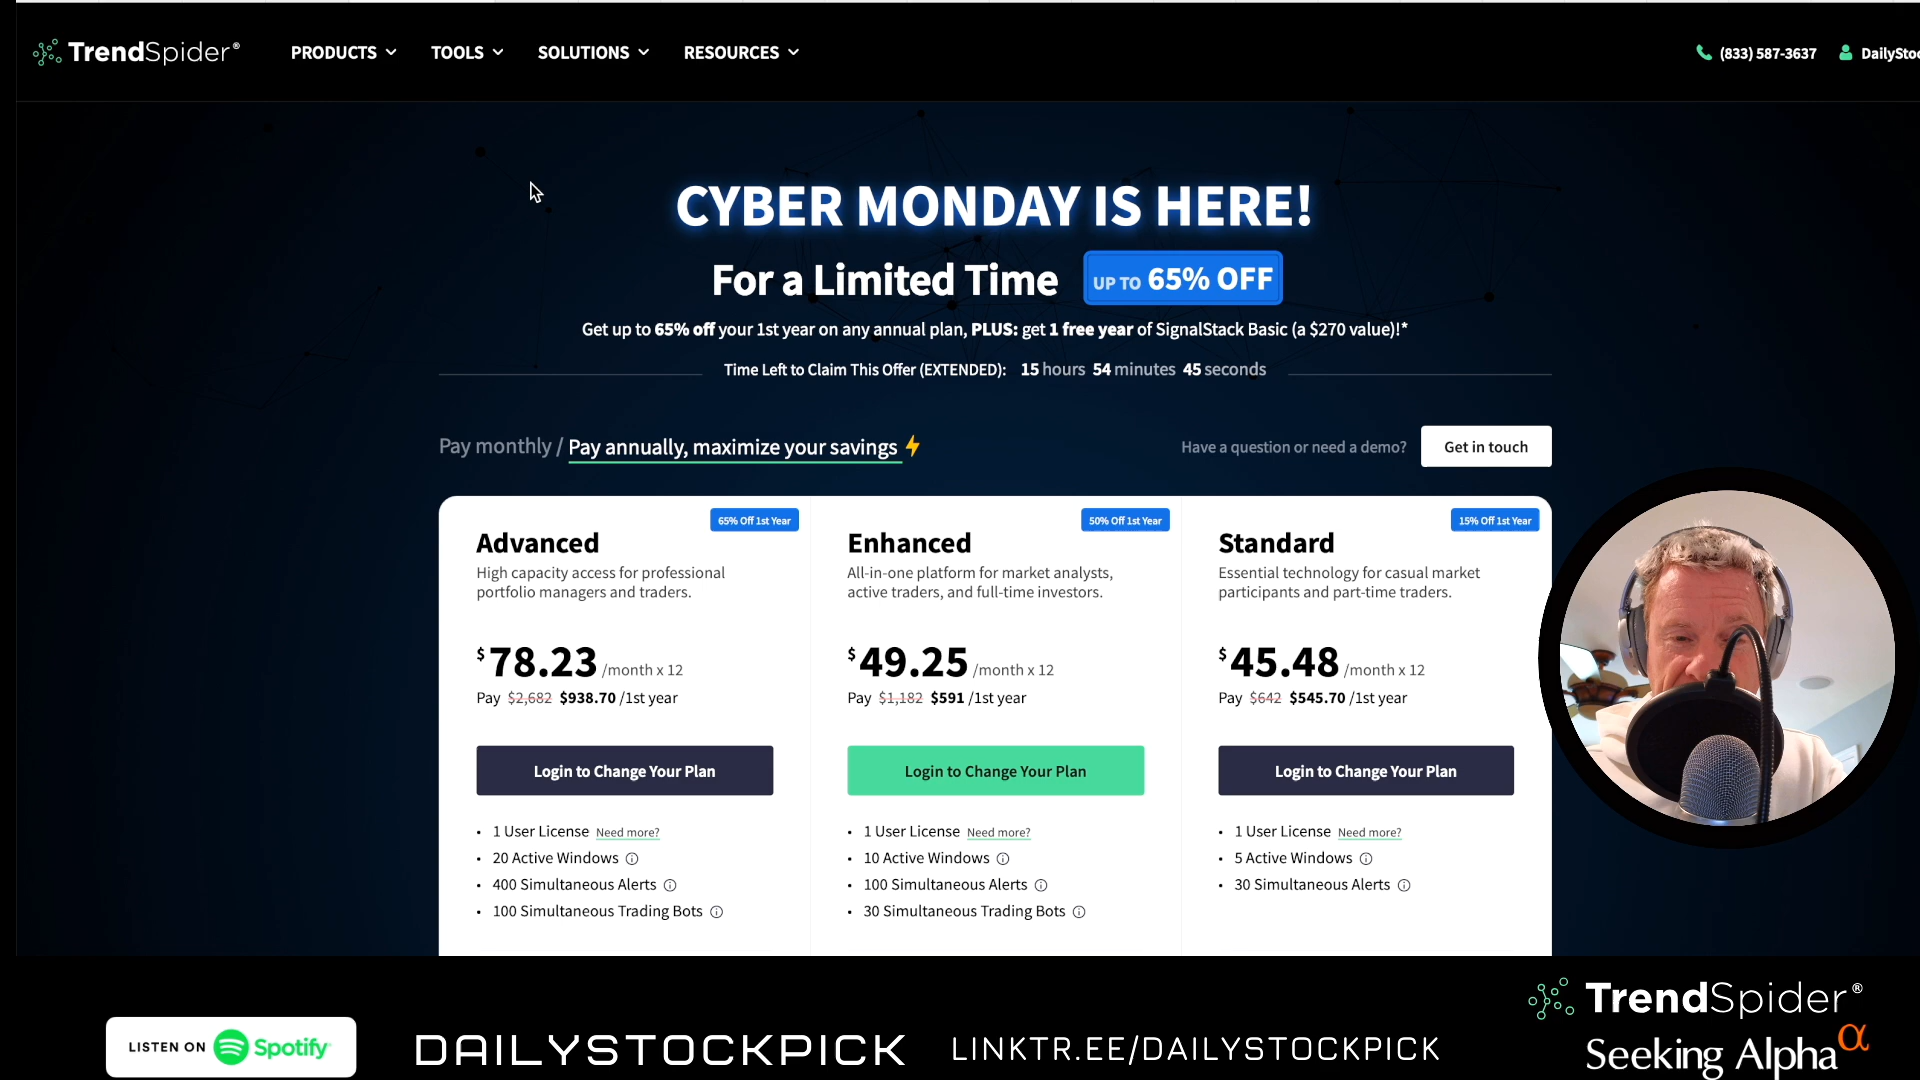 TrendSpider®
PRODUCTS
TOOLS
SOLUTIONS
RESOURCES
(833) 587-3637
DailyStoc
CYBER MONDAY IS HERE!
For a Limited Time UP TO 65% OFF
Get up to 65% off your 1st year on any annual plan, PLUS: get 1 free year of SignalStack Basic (a $270 value)!*
Time Left to Claim This Offer (EXTENDED): 15 hours 54 minutes 45 seconds
Pay monthly / Pay annually, maximize your savings
Have a question or need a demo?
Get in touch
65% Off 1st Year
Advanced
High capacity access for professional
portfolio managers and traders.
$78.23 /month x 12
Pay $2,682 $938.70 /1st year
Login to Change Your Plan
• 1 User License Need more?
• 20 Active Windows
• 400 Simultaneous Alerts
• 100 Simultaneous Trading Bots
50% Off 1st Year
Enhanced
All-in-one platform for market analysts,
active traders, and full-time investors.
$49.25 /month x 12
Pay $1,182 $591 /1st year
Login to Change Your Plan
• 1 User License Need more?
• 10 Active Windows
• 100 Simultaneous Alerts
• 30 Simultaneous Trading Bots
15% Off 1st Year
Standard
Essential technology for casual market
participants and part-time traders.
$45.48 /month x 12
Pay $642 $545.70 /1st year
Login to Change Your Plan
• 1 User License Need more?
• 5 Active Windows
• 30 Simultaneous Alerts
LISTEN ON Spotify
DAILYSTOCKPICK
LINKTR.EE/DAILYSTOCKPICK
TrendSpider®
Seeking Alpha α